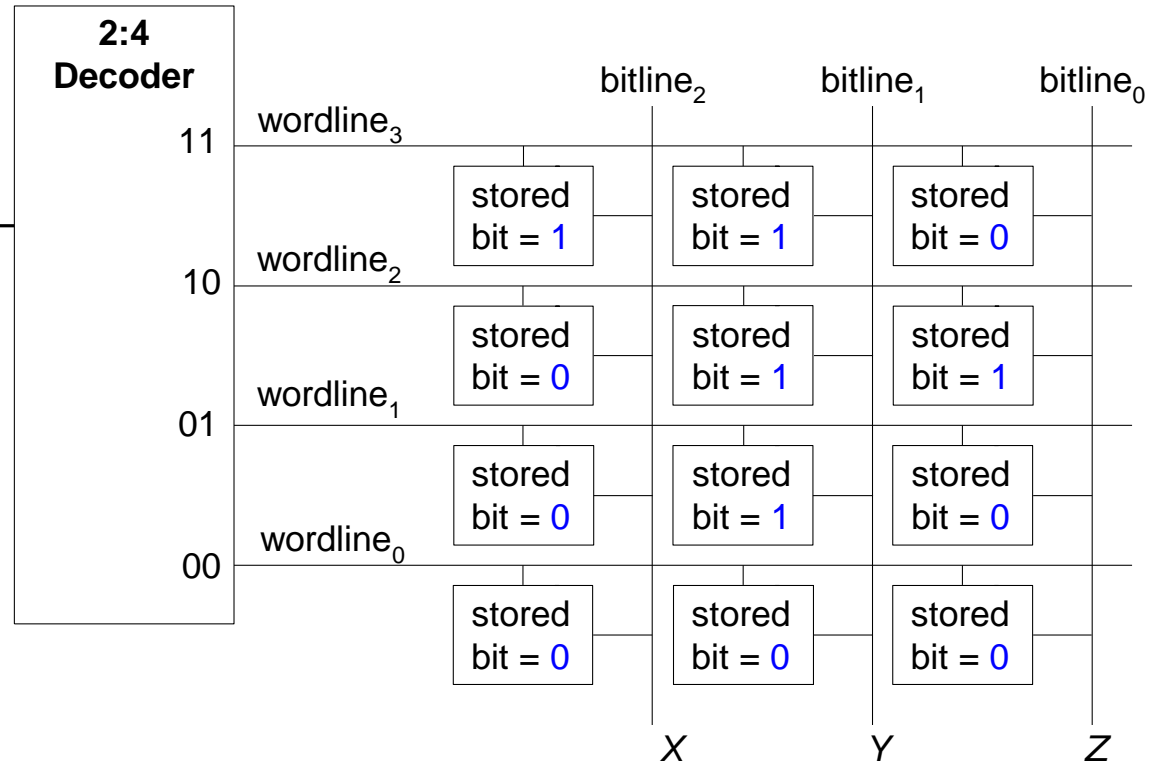 2:4
Decoder
bitline₂ bitline₁ bitline₀
wordline₃
11
stored stored stored
bit = 1 bit = 1 bit = 0
wordline₂
10
stored stored stored
bit = 0 bit = 1 bit = 1
wordline₁
01
stored stored stored
bit = 0 bit = 1 bit = 0
wordline₀
00
stored stored stored
bit = 0 bit = 0 bit = 0
X Y Z